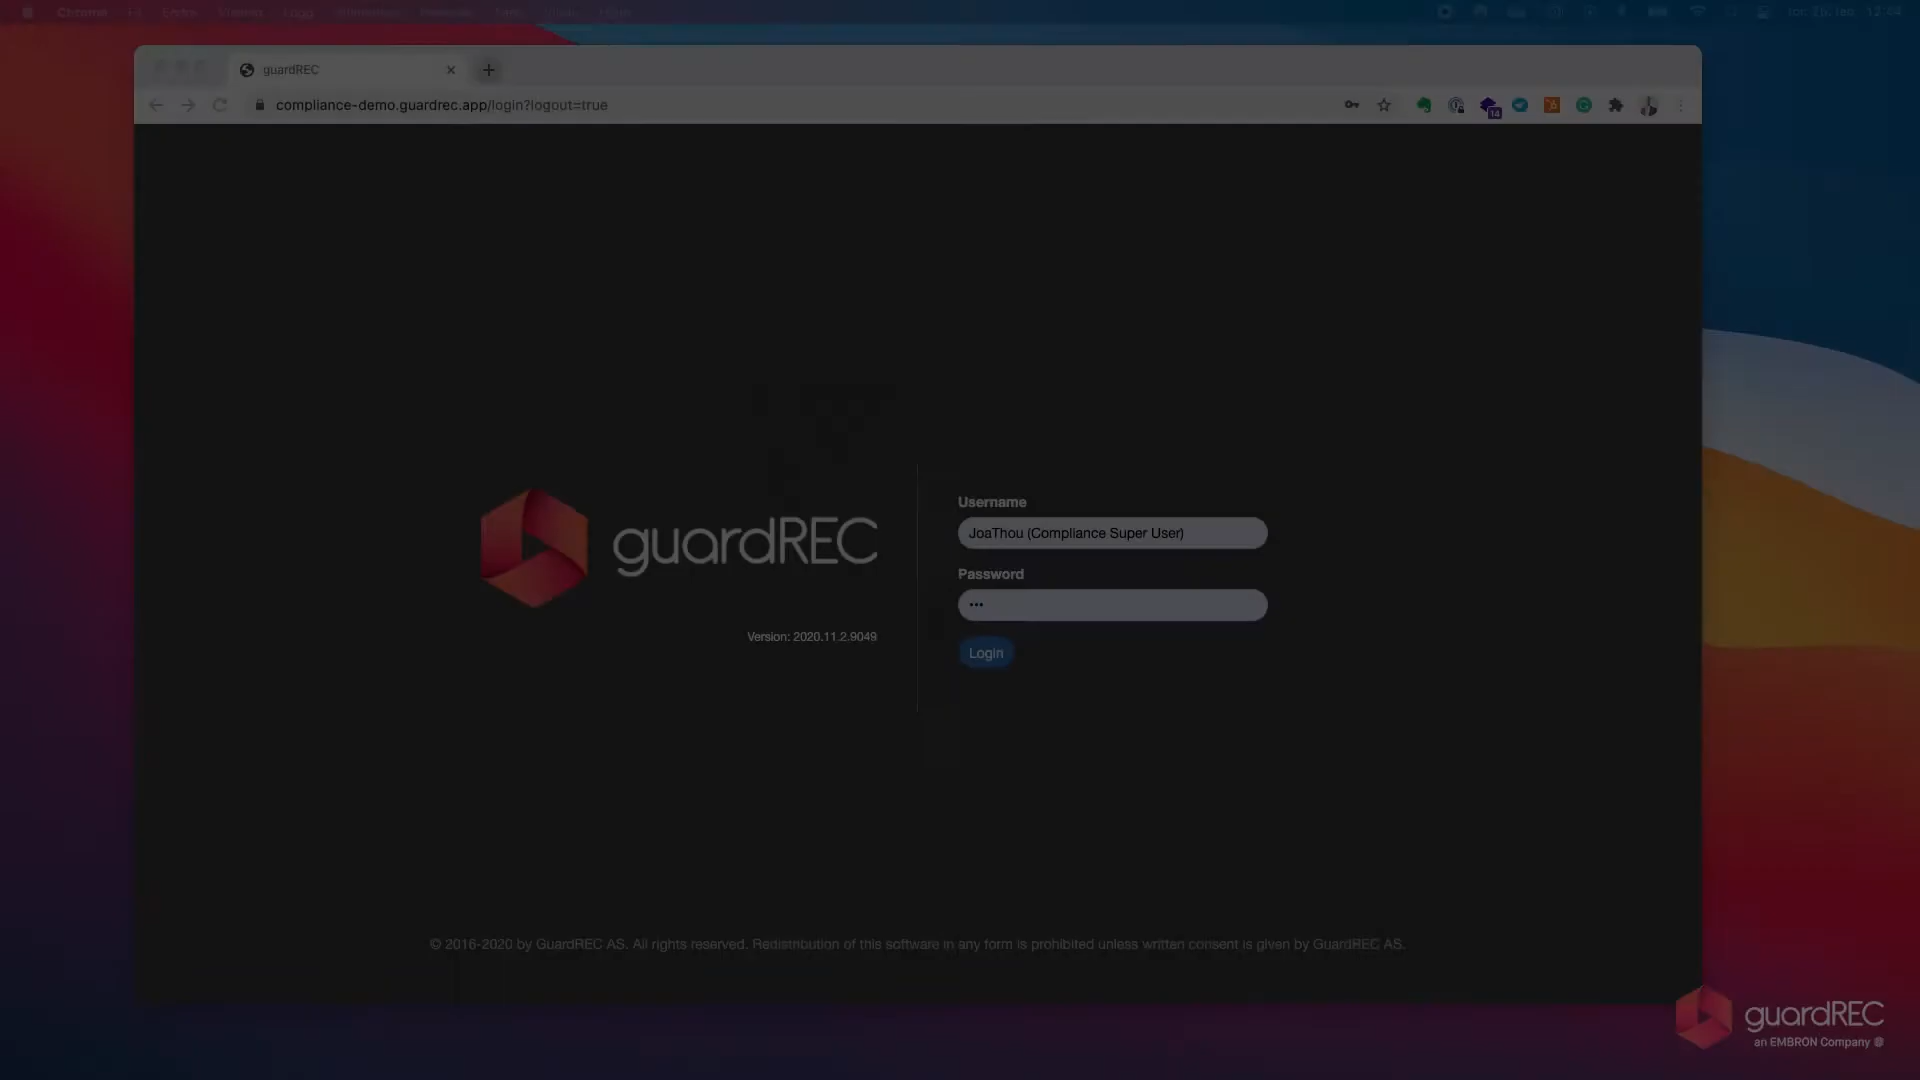 Chrome
guardREC
compliance-demo.guardrec.app/login?logout=true
14
guardREC
Version: 2020.11.2.9049
Username
JoaThou (Compliance Super User)
Password
•••
Login
© 2016-2020 by GuardREC AS. All rights reserved. Redistribution of this software in any form is prohibited unless written consent is given by GuardREC AS.
guardREC
an EMBRON Company